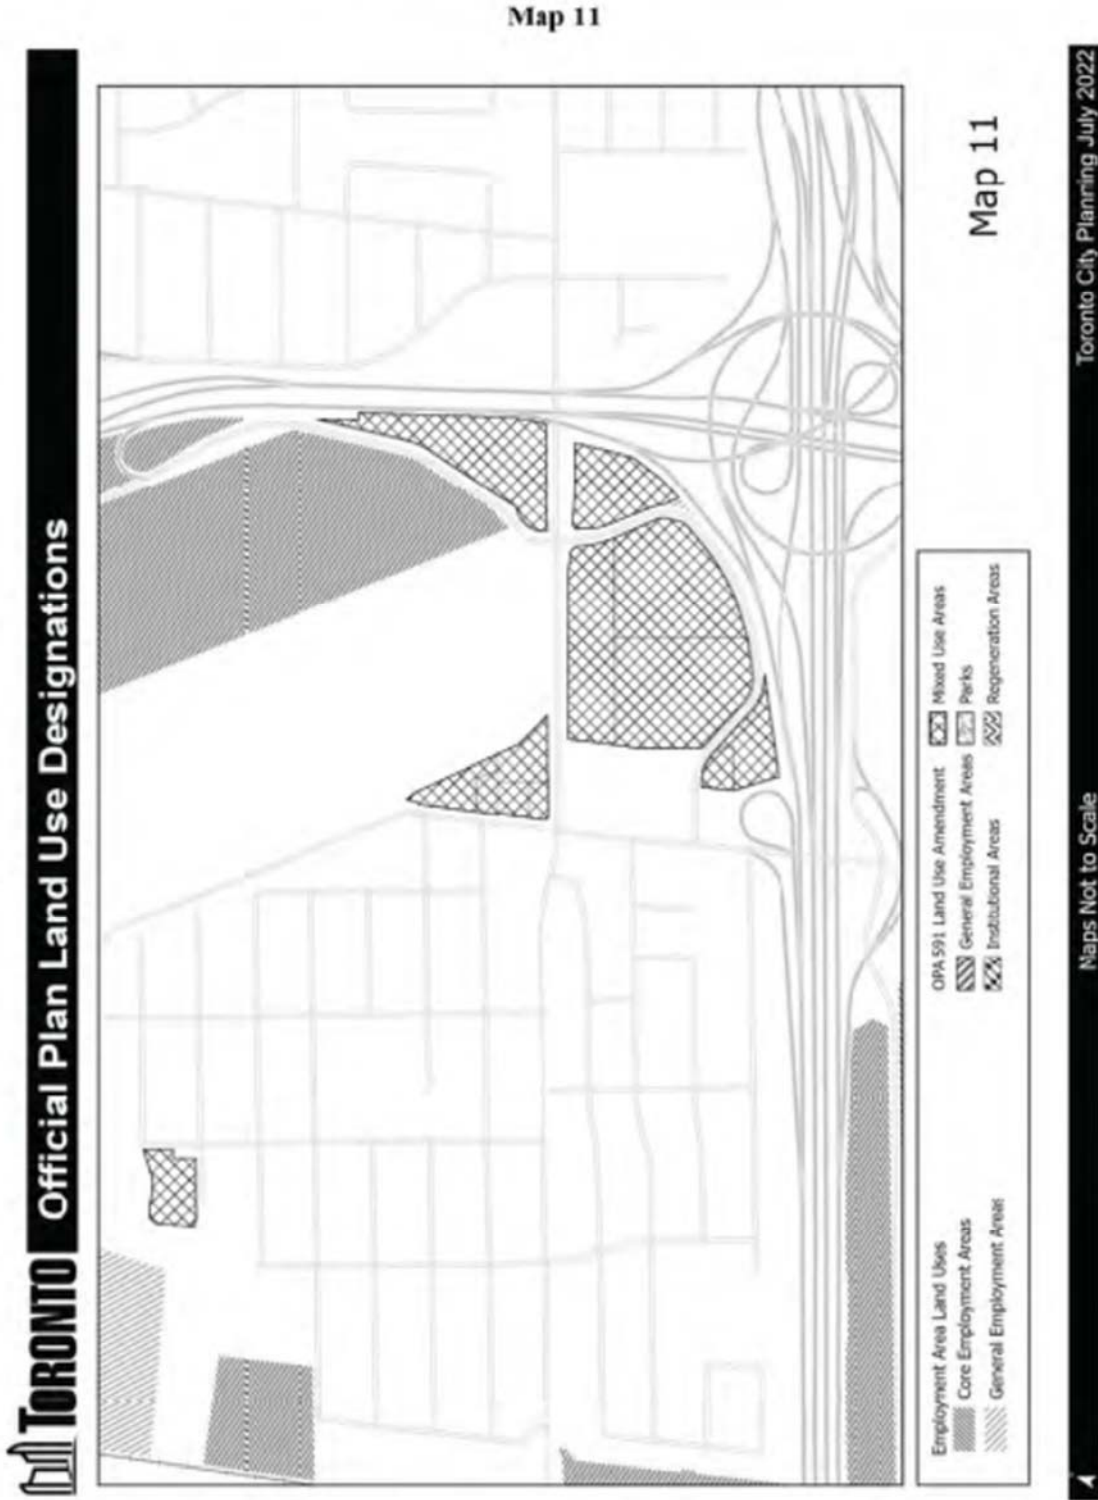 Map 11
TORONTO Official Plan Land Use Designations
Map 11
Employment Area Land Uses
Core Employment Areas
General Employment Areas
OPA 591 Land Use Amendment
General Employment Areas
Institutional Areas
Mixed Use Areas
Parks
Regeneration Areas
Naps Not to Scale
Toronto City Planning July 2022